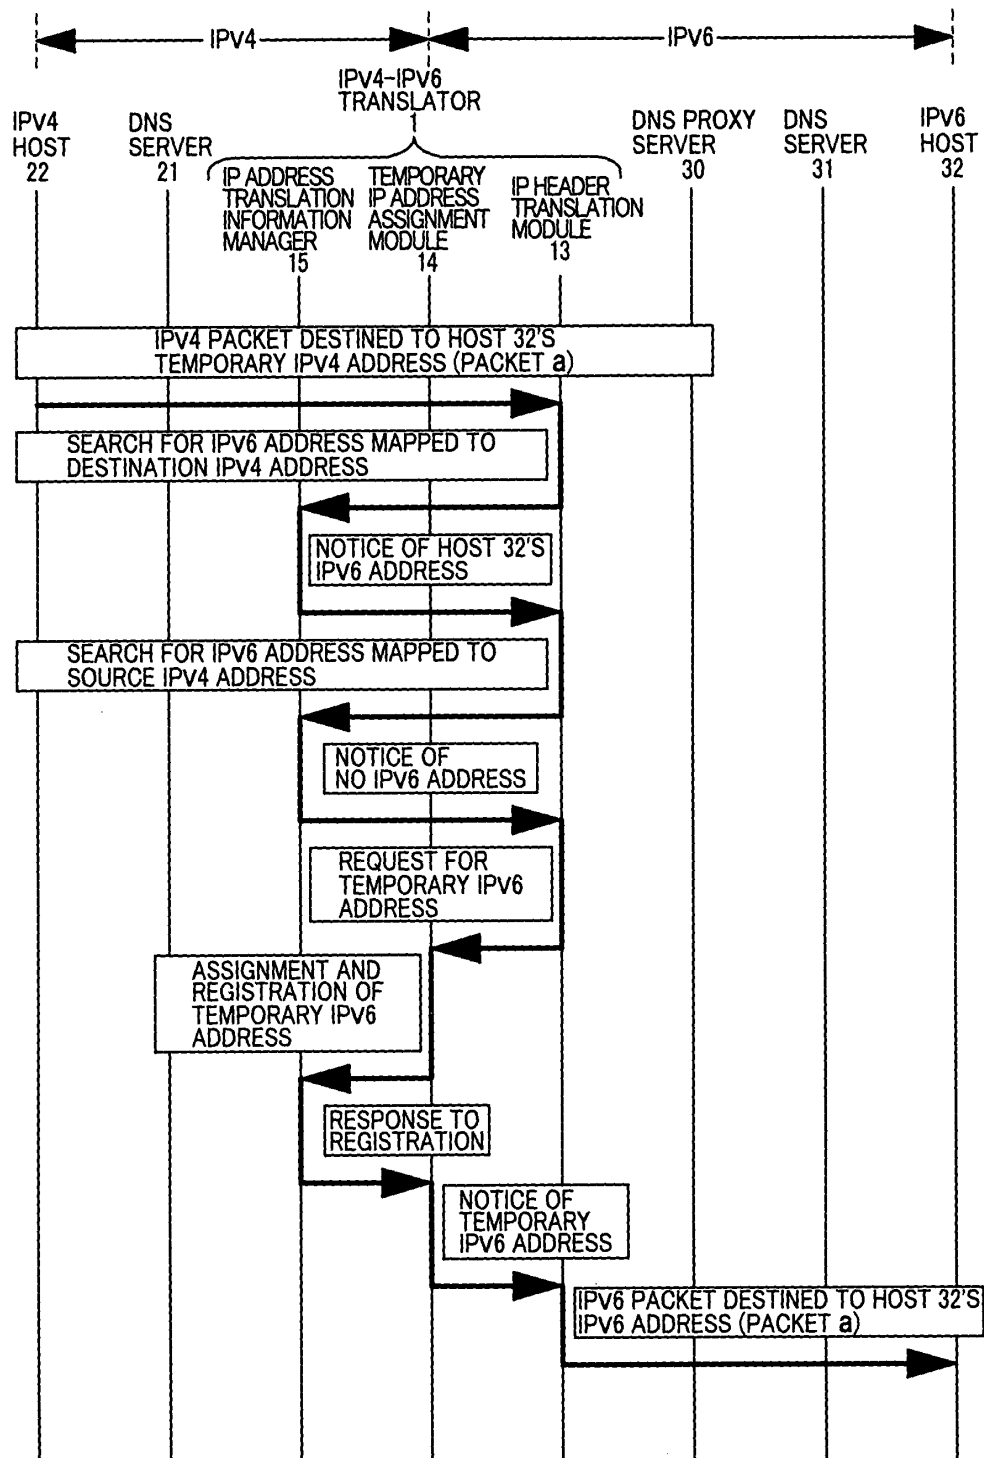 IPV4
IPV6
IPV4-IPV6
TRANSLATOR
1
IPV4
HOST
22
DNS
SERVER
21
IP ADDRESS
TRANSLATION
INFORMATION
MANAGER
15
TEMPORARY
IP ADDRESS
ASSIGNMENT
MODULE
14
IP HEADER
TRANSLATION
MODULE
13
DNS PROXY
SERVER
30
DNS
SERVER
31
IPV6
HOST
32
IPV4 PACKET DESTINED TO HOST 32'S
TEMPORARY IPV4 ADDRESS (PACKET a)
SEARCH FOR IPV6 ADDRESS MAPPED TO
DESTINATION IPV4 ADDRESS
NOTICE OF HOST 32'S
IPV6 ADDRESS
SEARCH FOR IPV6 ADDRESS MAPPED TO
SOURCE IPV4 ADDRESS
NOTICE OF
NO IPV6 ADDRESS
REQUEST FOR
TEMPORARY IPV6
ADDRESS
ASSIGNMENT AND
REGISTRATION OF
TEMPORARY IPV6
ADDRESS
RESPONSE TO
REGISTRATION
NOTICE OF
TEMPORARY
IPV6 ADDRESS
IPV6 PACKET DESTINED TO HOST 32'S
IPV6 ADDRESS (PACKET a)